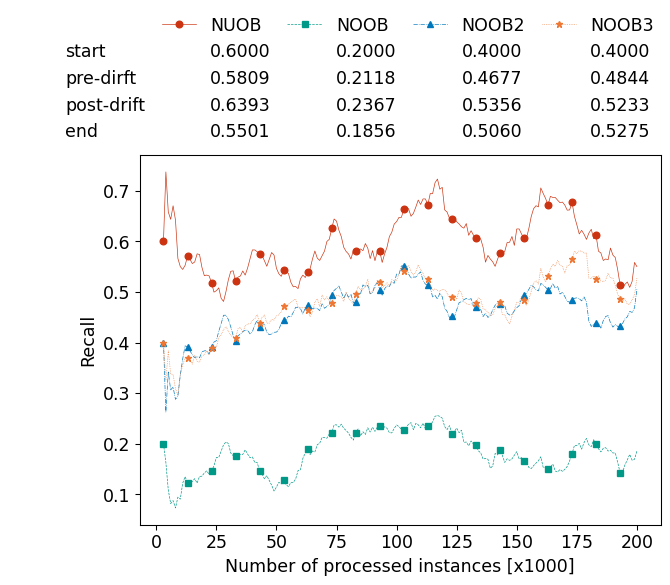 NUOB NOOB NOOB2 NOOB3
start 0.6000 0.2000 0.4000 0.4000
pre-dirft 0.5809 0.2118 0.4677 0.4844
post-drift 0.6393 0.2367 0.5356 0.5233
end 0.5501 0.1856 0.5060 0.5275
0.7
0.6
0.5
0.4
0.3
0.2
0.1
Recall
0 25 50 75 100 125 150 175 200
Number of processed instances [x1000]